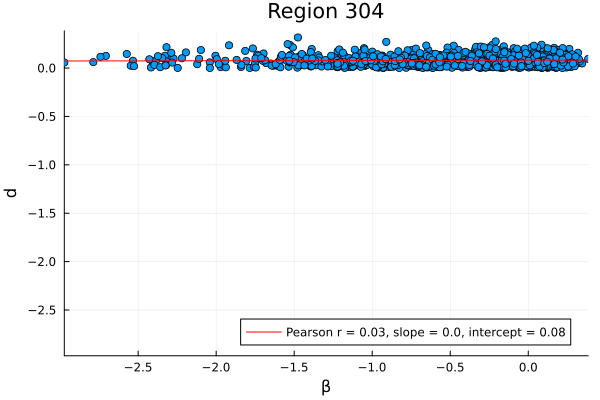 Region 304
0.0
−0.5
−1.0
−1.5
−2.0
−2.5
d
Pearson r = 0.03, slope = 0.0, intercept = 0.08
−2.5 −2.0 −1.5 −1.0 −0.5 0.0
β